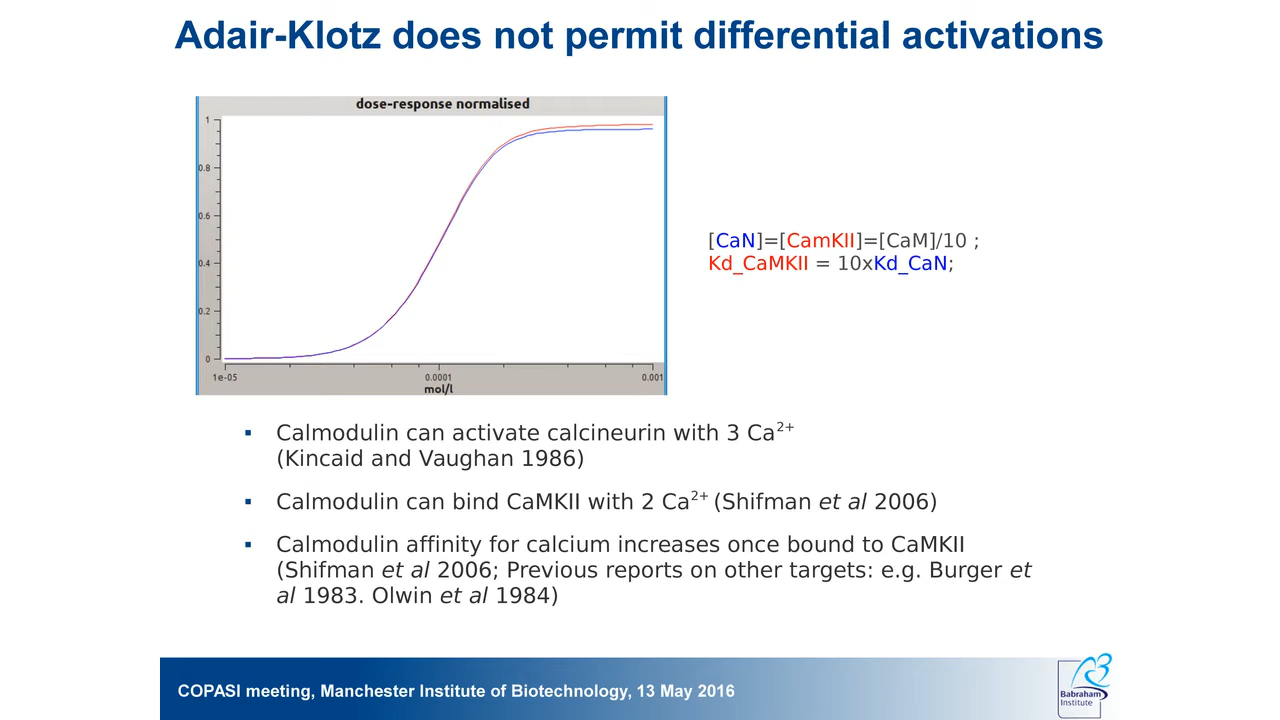 Adair-Klotz does not permit differential activations
dose-response normalised
1
0.8
0.6
0.4
0.2
0
1e-05
0.0001
0.001
mol/l
[CaN]=[CamKII]=[CaM]/10 ;
Kd_CaMKII = 10xKd_CaN;
▪ Calmodulin can activate calcineurin with 3 Ca²⁺
(Kincaid and Vaughan 1986)
▪ Calmodulin can bind CaMKII with 2 Ca²⁺ (Shifman et al 2006)
▪ Calmodulin affinity for calcium increases once bound to CaMKII
(Shifman et al 2006; Previous reports on other targets: e.g. Burger et
al 1983. Olwin et al 1984)
COPASI meeting, Manchester Institute of Biotechnology, 13 May 2016
Babraham
Institute